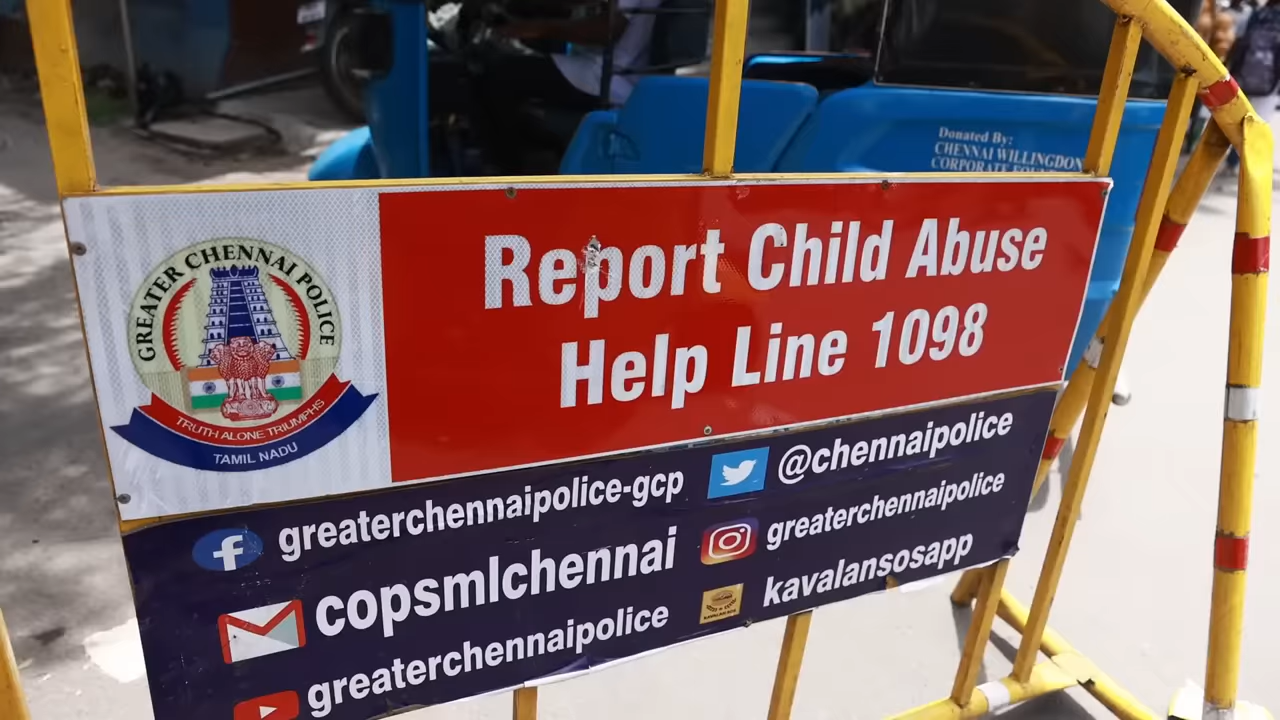 Donated By:
CHENNAI WILLINGDON
CORPORATE
GREATER CHENNAI POLICE
TRUTH ALONE TRIUMPHS
TAMIL NADU
Report Child Abuse
Help Line 1098
greaterchennaipolice-gcp
@chennaipolice
copsmlchennai
greaterchennaipolice
greaterchennaipolice
kavalansosapp